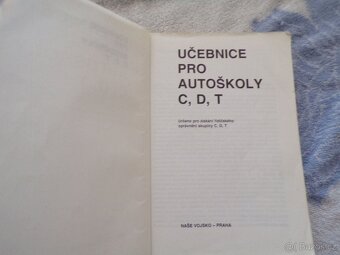 UČEBNICE
PRO
AUTOŠKOLY
C, D, T
Určeno pro získání řidičského
oprávnění skupiny C, D, T
NAŠE VOJSKO – PRAHA